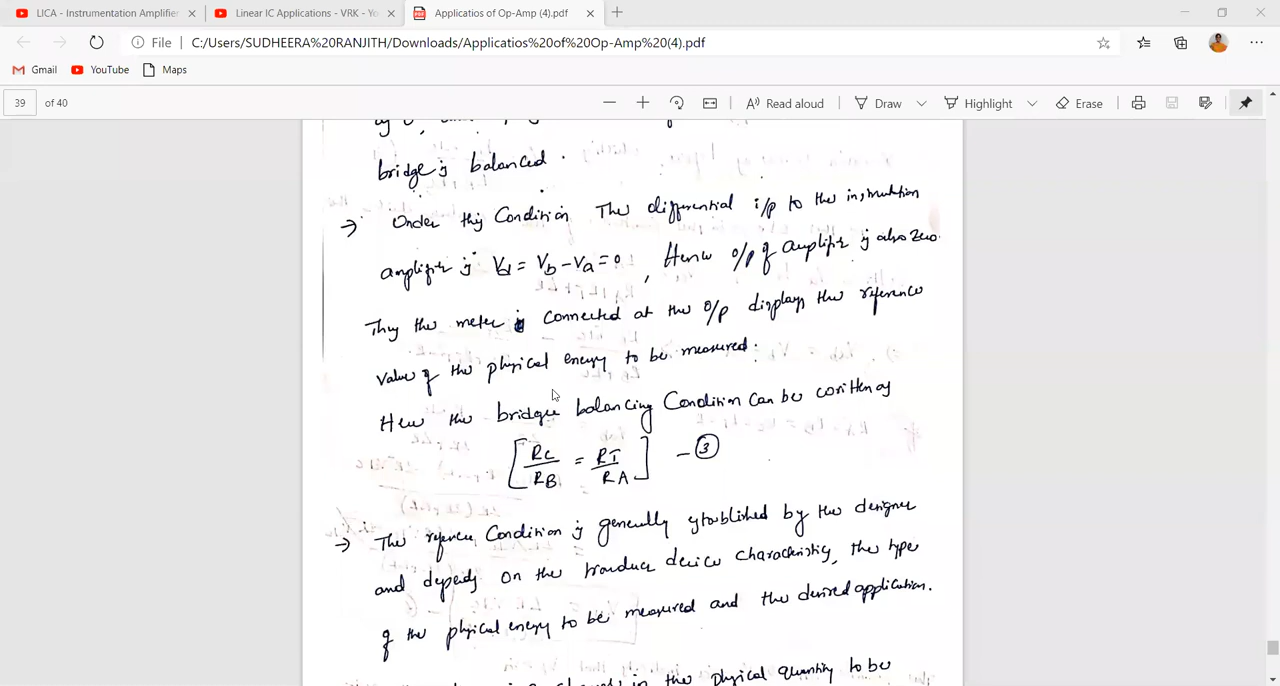 LICA - Instrumentation Amplifier
Linear IC Applications - VRK - Yo
Applicatios of Op-Amp (4).pdf
File
C:/Users/SUDHEERA%20RANJITH/Downloads/Applicatios%20of%20Op-Amp%20(4).pdf
Gmail YouTube Maps
39 of 40
Read aloud Draw Highlight Erase
bridge is balanced.
→ Under this Condition The differential i/p to the instrumentation
amplifier is Vd = Vb - Va = 0, Hence o/p of amplifier is also zero.
Thus the meter is connected at the o/p displays the reference
value of the physical energy to be measured.
Hence the bridge balancing Condition can be written as
[RC/RB = RT/RA] - ③
→ The reference Condition is generally established by the designer
and depends on the transducer device characteristics, the type
of the physical energy to be measured and the desired application.
in the physical quantity to be